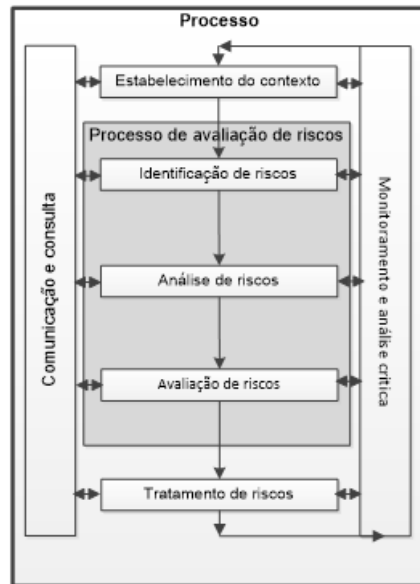 Processo
Estabelecimento do contexto
Processo de avaliação de riscos
Identificação de riscos
Análise de riscos
Avaliação de riscos
Tratamento de riscos
Comunicação e consulta
Monitoramento e análise critica